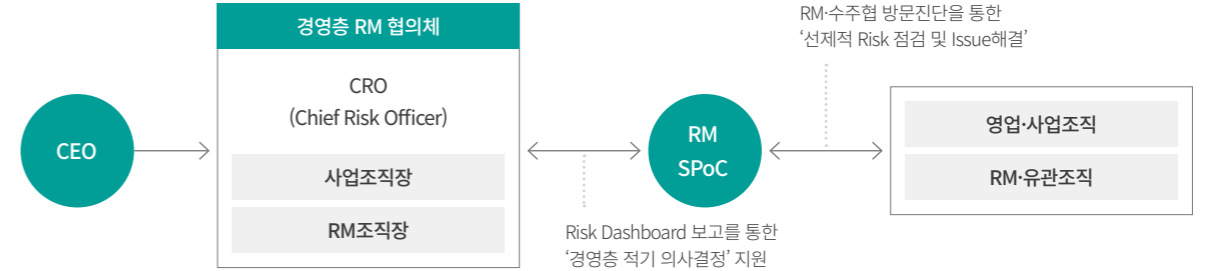 CEO
경영층 RM 협의체
CRO
(Chief Risk Officer)
사업조직장
RM조직장
Risk Dashboard 보고를 통한
‘경영층 적기 의사결정’ 지원
RM
SPoC
RM·수주협 방문진단을 통한
‘선제적 Risk 점검 및 Issue해결’
영업·사업조직
RM·유관조직